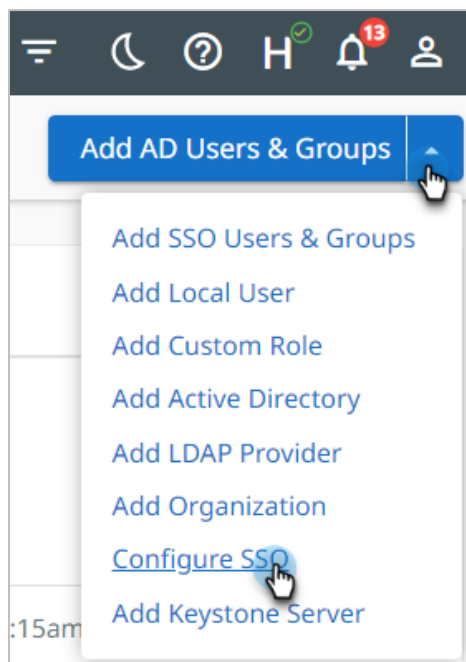 H 13
Add AD Users & Groups
Add SSO Users & Groups
Add Local User
Add Custom Role
Add Active Directory
Add LDAP Provider
Add Organization
Configure SSO
Add Keystone Server
:15am